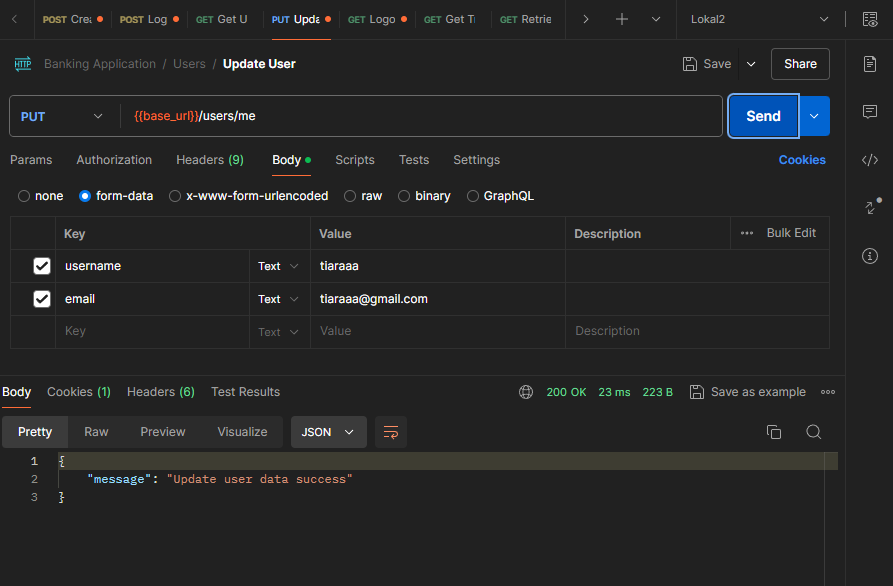 POST Crea POST Log GET Get U PUT Upda GET Logo GET Get Ti GET Retrie Lokal2
HTTP Banking Application / Users / Update User Save Share
PUT {{base_url}}/users/me Send
Params Authorization Headers (9) Body Scripts Tests Settings Cookies
none form-data x-www-form-urlencoded raw binary GraphQL
Key Value Description Bulk Edit
username Text tiaraaa
email Text tiaraaa@gmail.com
Key Text Value Description
Body Cookies (1) Headers (6) Test Results 200 OK 23 ms 223 B Save as example
Pretty Raw Preview Visualize JSON
1 {
2 "message": "Update user data success"
3 }